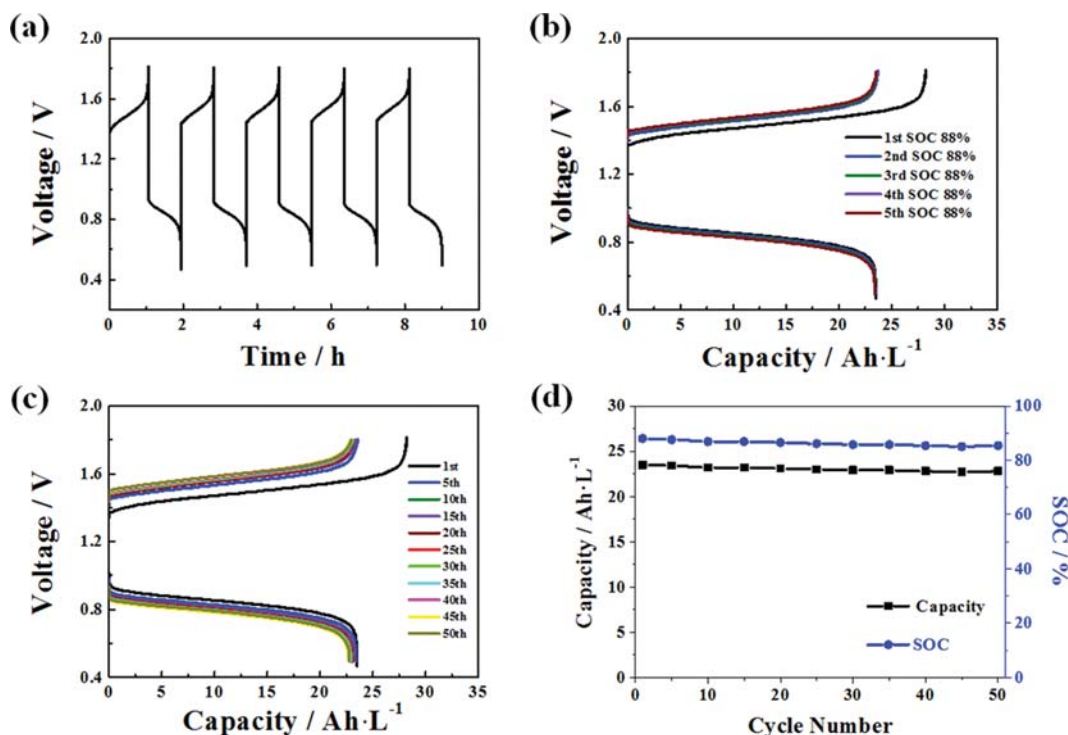 (a)
2.0
1.6
1.2
0.8
0.4
Voltage / V
0 2 4 6 8 10
Time / h
(b)
2.0
1.6
1.2
0.8
0.4
Voltage / V
1st SOC 88%
2nd SOC 88%
3rd SOC 88%
4th SOC 88%
5th SOC 88%
0 5 10 15 20 25 30 35
Capacity / Ah·L⁻¹
(c)
2.0
1.6
1.2
0.8
0.4
Voltage / V
1st
5th
10th
15th
20th
25th
30th
35th
40th
45th
50th
0 5 10 15 20 25 30 35
Capacity / Ah·L⁻¹
(d)
30
25
20
15
10
5
0
Capacity / Ah·L⁻¹
Capacity
SOC
100
80
60
40
20
0
SOC / %
0 10 20 30 40 50
Cycle Number